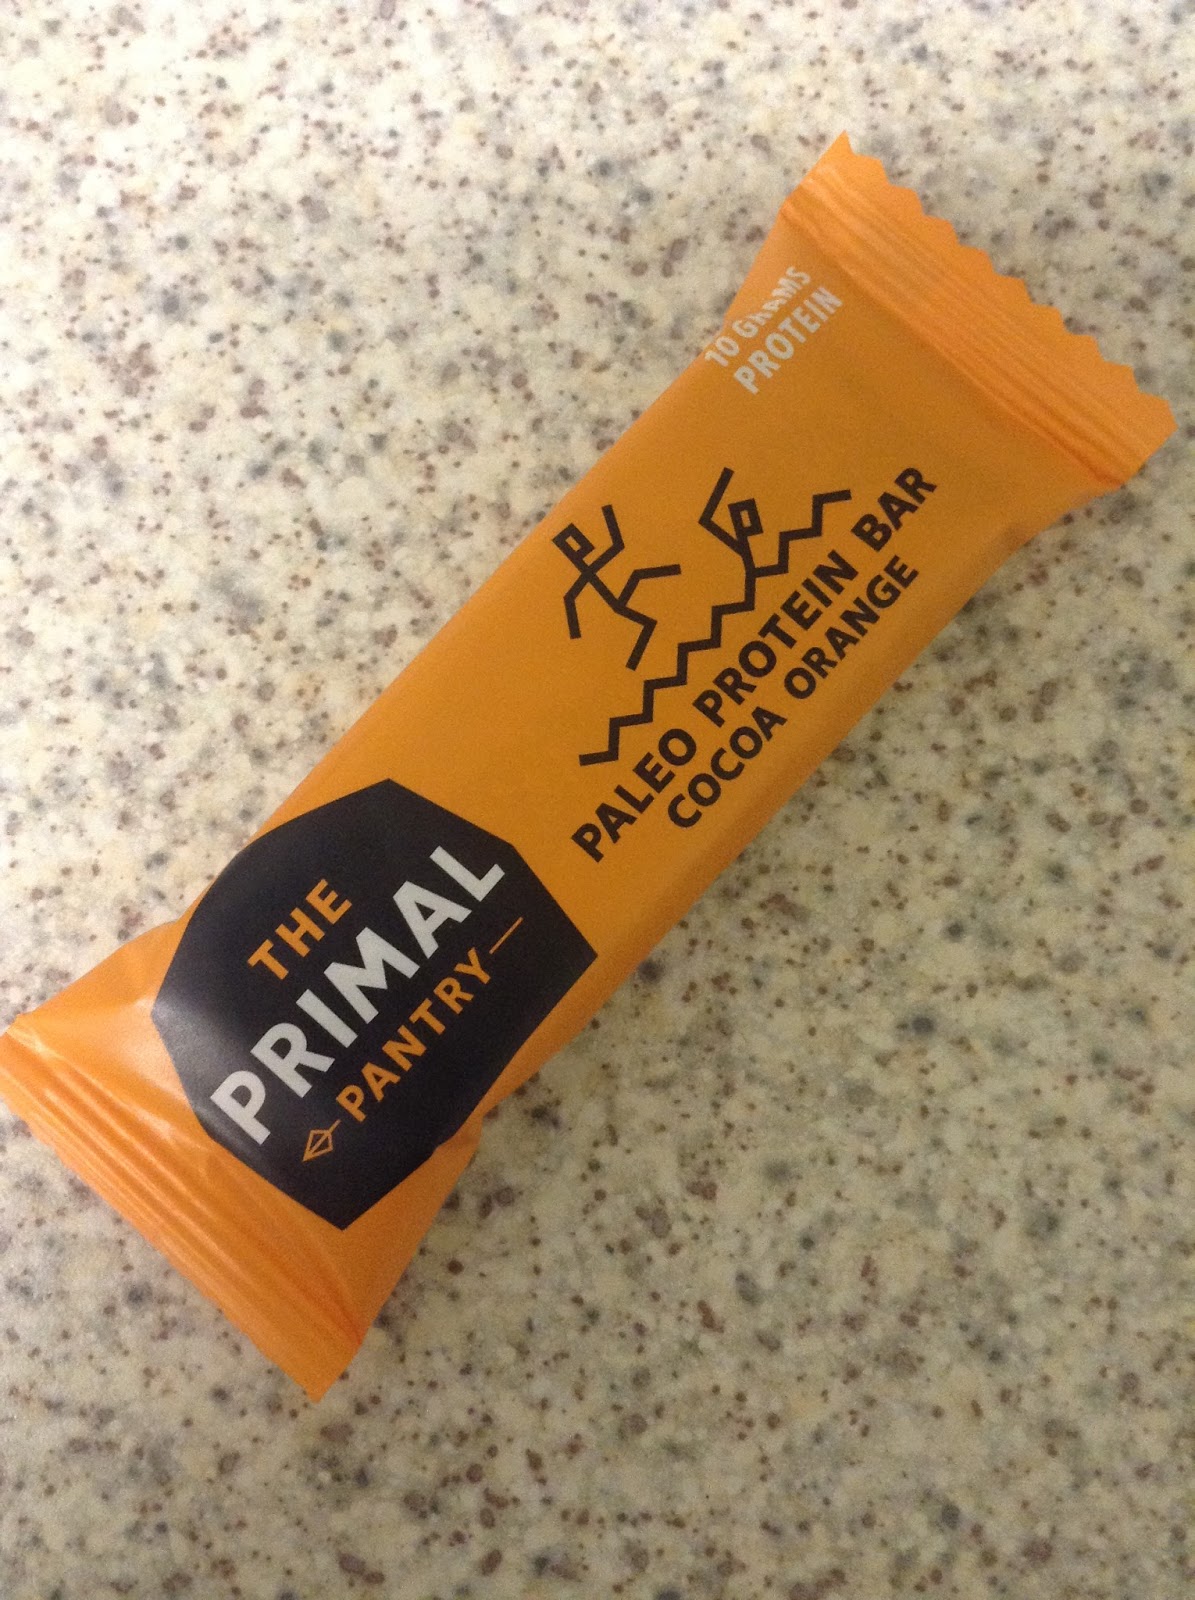 THE
PRIMAL
PANTRY
PALEO PROTEIN BAR
COCOA ORANGE
10 GRAMS
PROTEIN